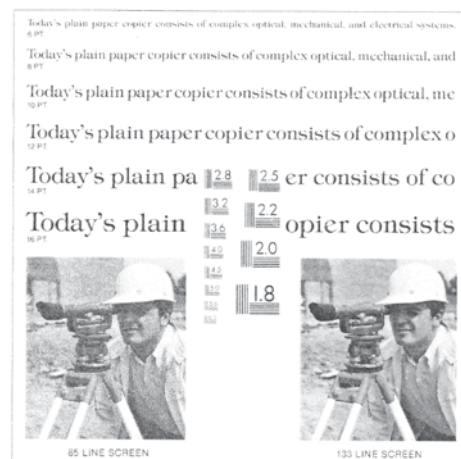 Today's plain paper copier consists of complex optical, mechanical, and electrical systems.
6 PT
Today's plain paper copier consists of complex optical, mechanical, and
8 PT
Today's plain paper copier consists of complex optical, me
10 PT
Today's plain paper copier consists of complex o
12 PT
Today's plain pa 2.8 2.5 er consists of co
14 PT
3.2 2.2
Today's plain 3.6 opier consists
16 PT
4.0 2.0
4.5
5.0 1.8
85 LINE SCREEN 133 LINE SCREEN